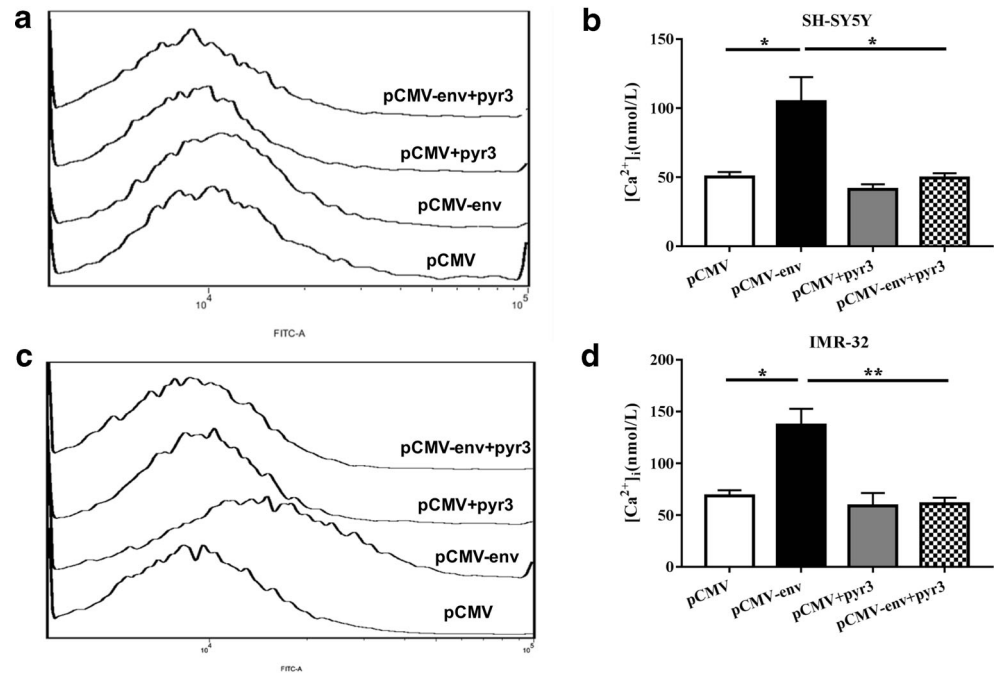 a
pCMV-env+pyr3
pCMV+pyr3
pCMV-env
pCMV
10^4
10^5
FITC-A
b
SH-SY5Y
[Ca2+]i(nmol/L)
150
100
50
0
*
*
pCMV
pCMV-env
pCMV+pyr3
pCMV-env+pyr3
c
pCMV-env+pyr3
pCMV+pyr3
pCMV-env
pCMV
10^4
10^5
FITC-A
d
IMR-32
[Ca2+]i(nmol/L)
200
150
100
50
0
*
**
pCMV
pCMV-env
pCMV+pyr3
pCMV-env+pyr3